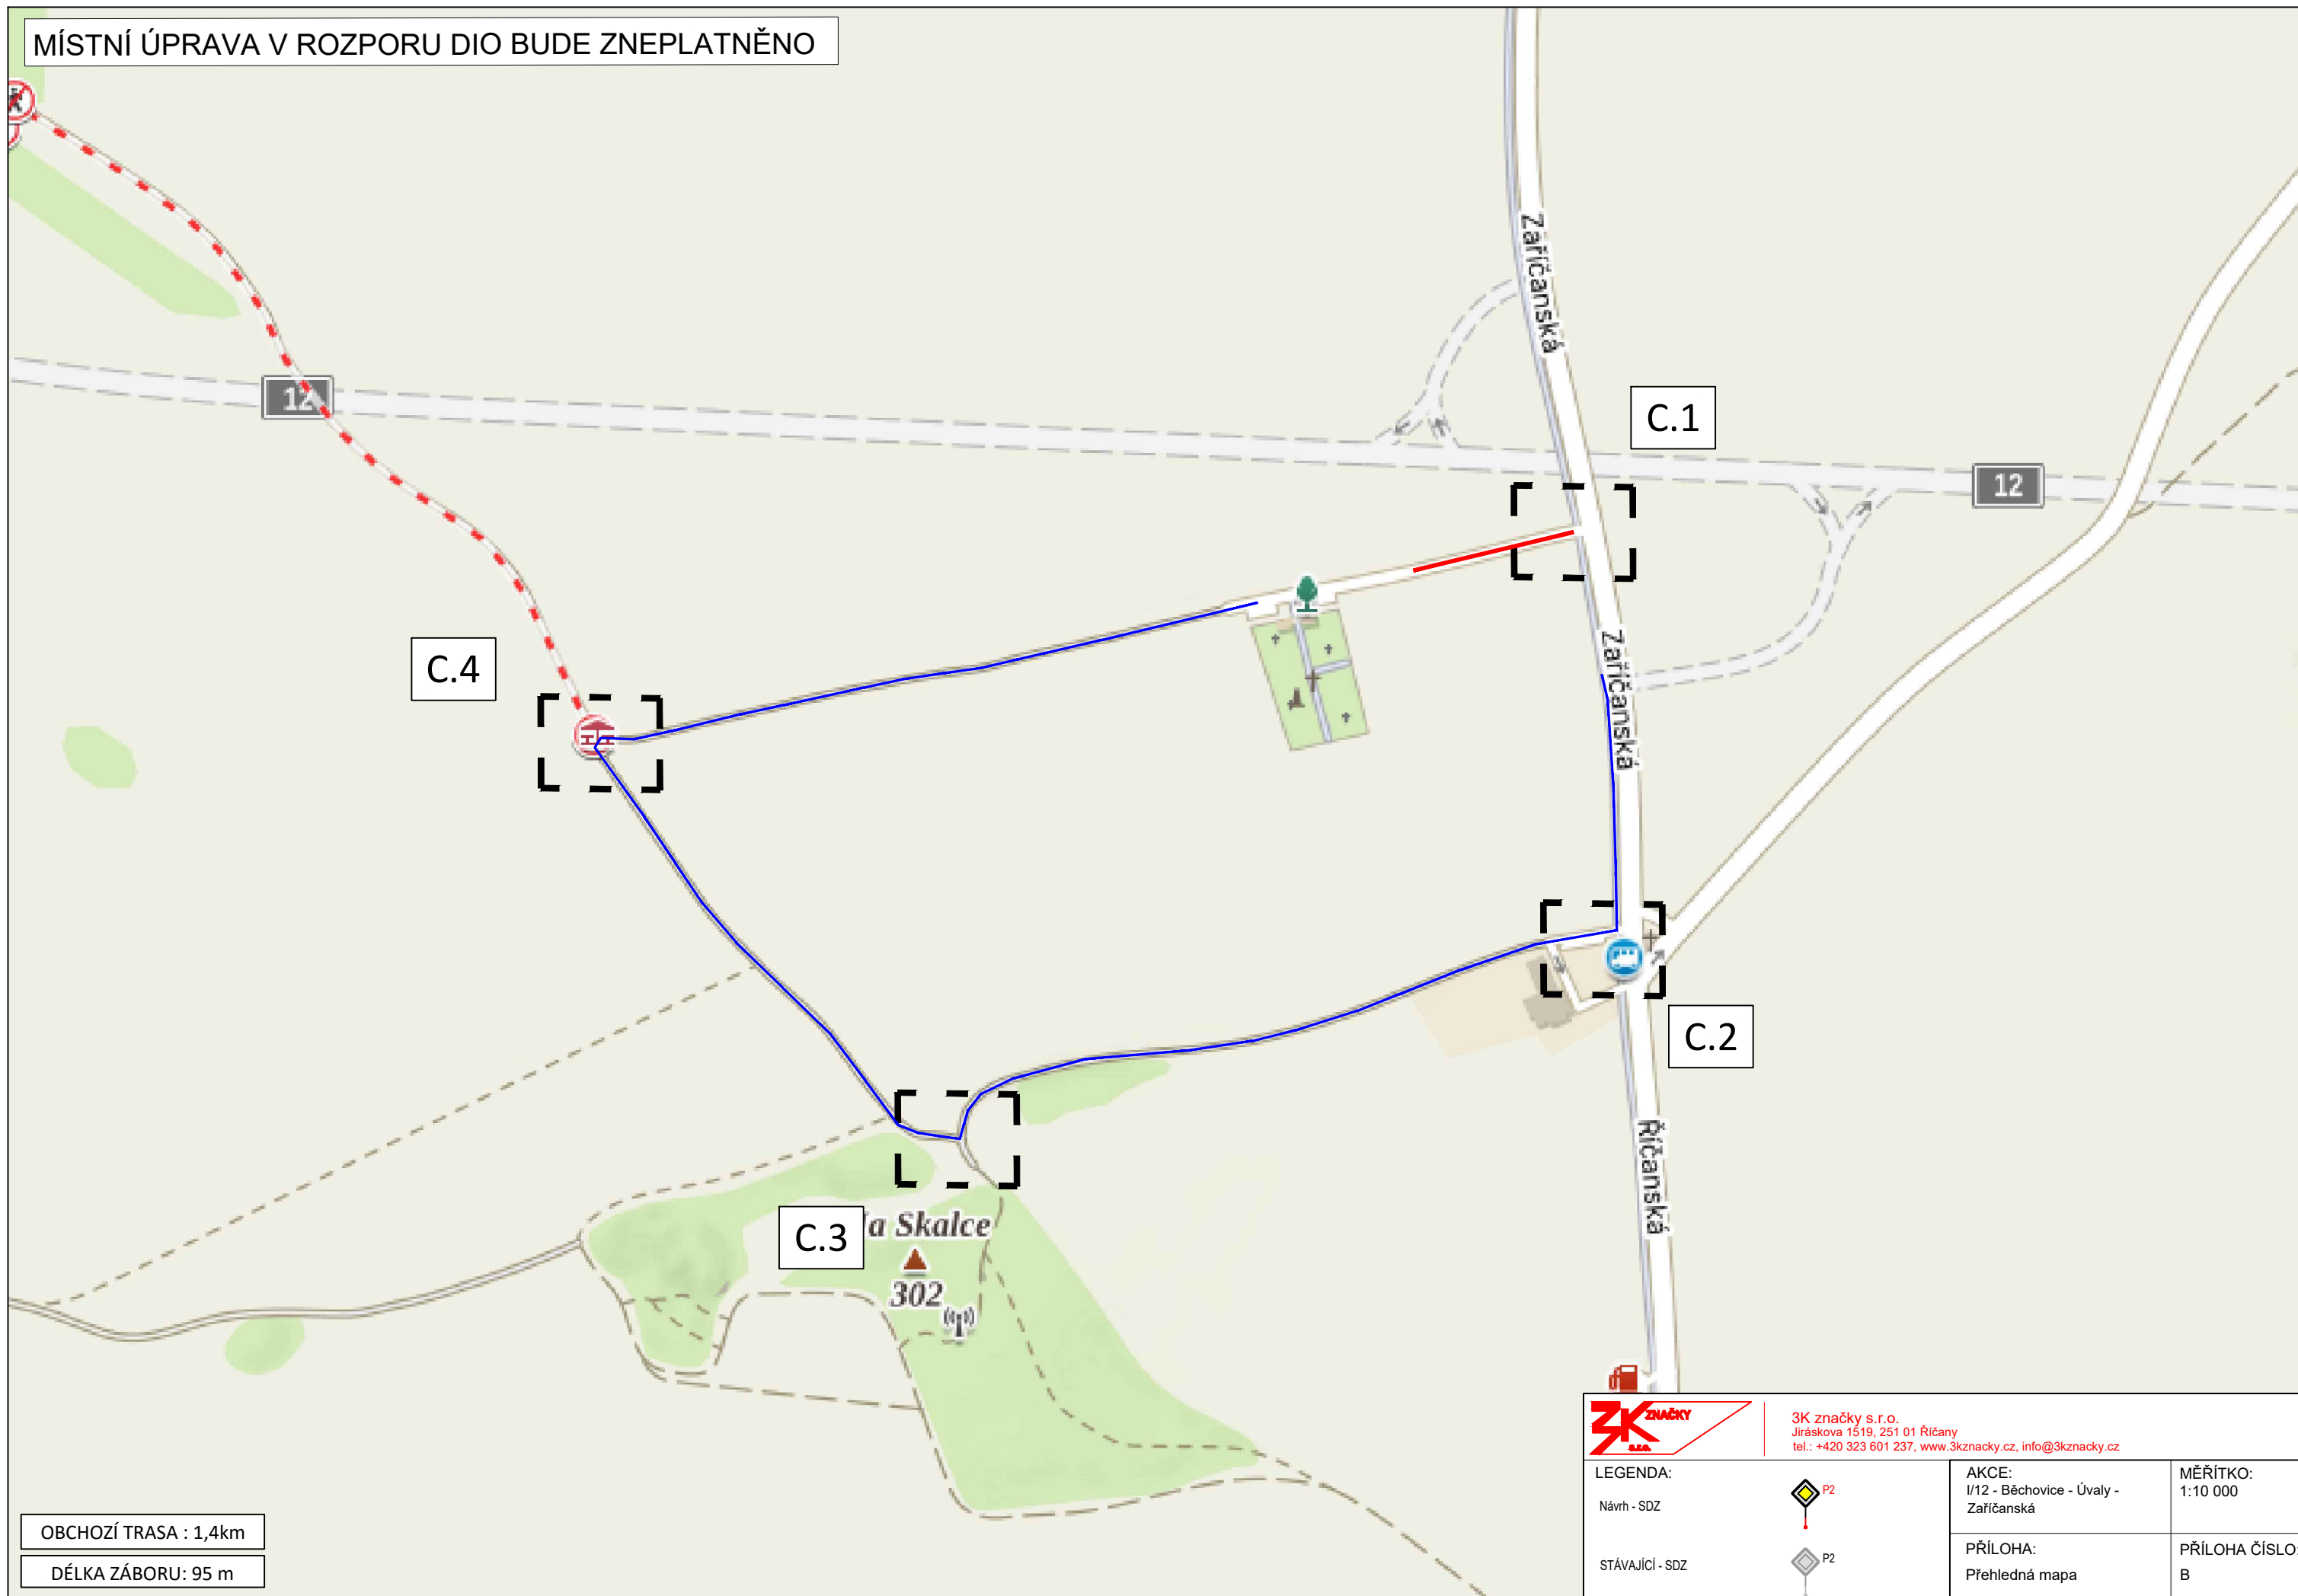 MÍSTNÍ ÚPRAVA V ROZPORU DIO BUDE ZNEPLATNĚNO
Zaříčanská
12
C.1
12
C.4
Zaříčanská
C.2
Říčanská
C.3
a Skalce
302
OBCHOZÍ TRASA : 1,4km
DÉLKA ZÁBORU: 95 m
3K ZNAČKY
s.r.o.
3K značky s.r.o.
Jiráskova 1519, 251 01 Říčany
tel.: +420 323 601 237, www.3kznacky.cz, info@3kznacky.cz
LEGENDA:
Návrh - SDZ
P2
STÁVAJÍCÍ - SDZ
P2
AKCE:
I/12 - Běchovice - Úvaly -
Zaříčanská
MĚŘÍTKO:
1:10 000
PŘÍLOHA:
Přehledná mapa
PŘÍLOHA ČÍSLO:
B